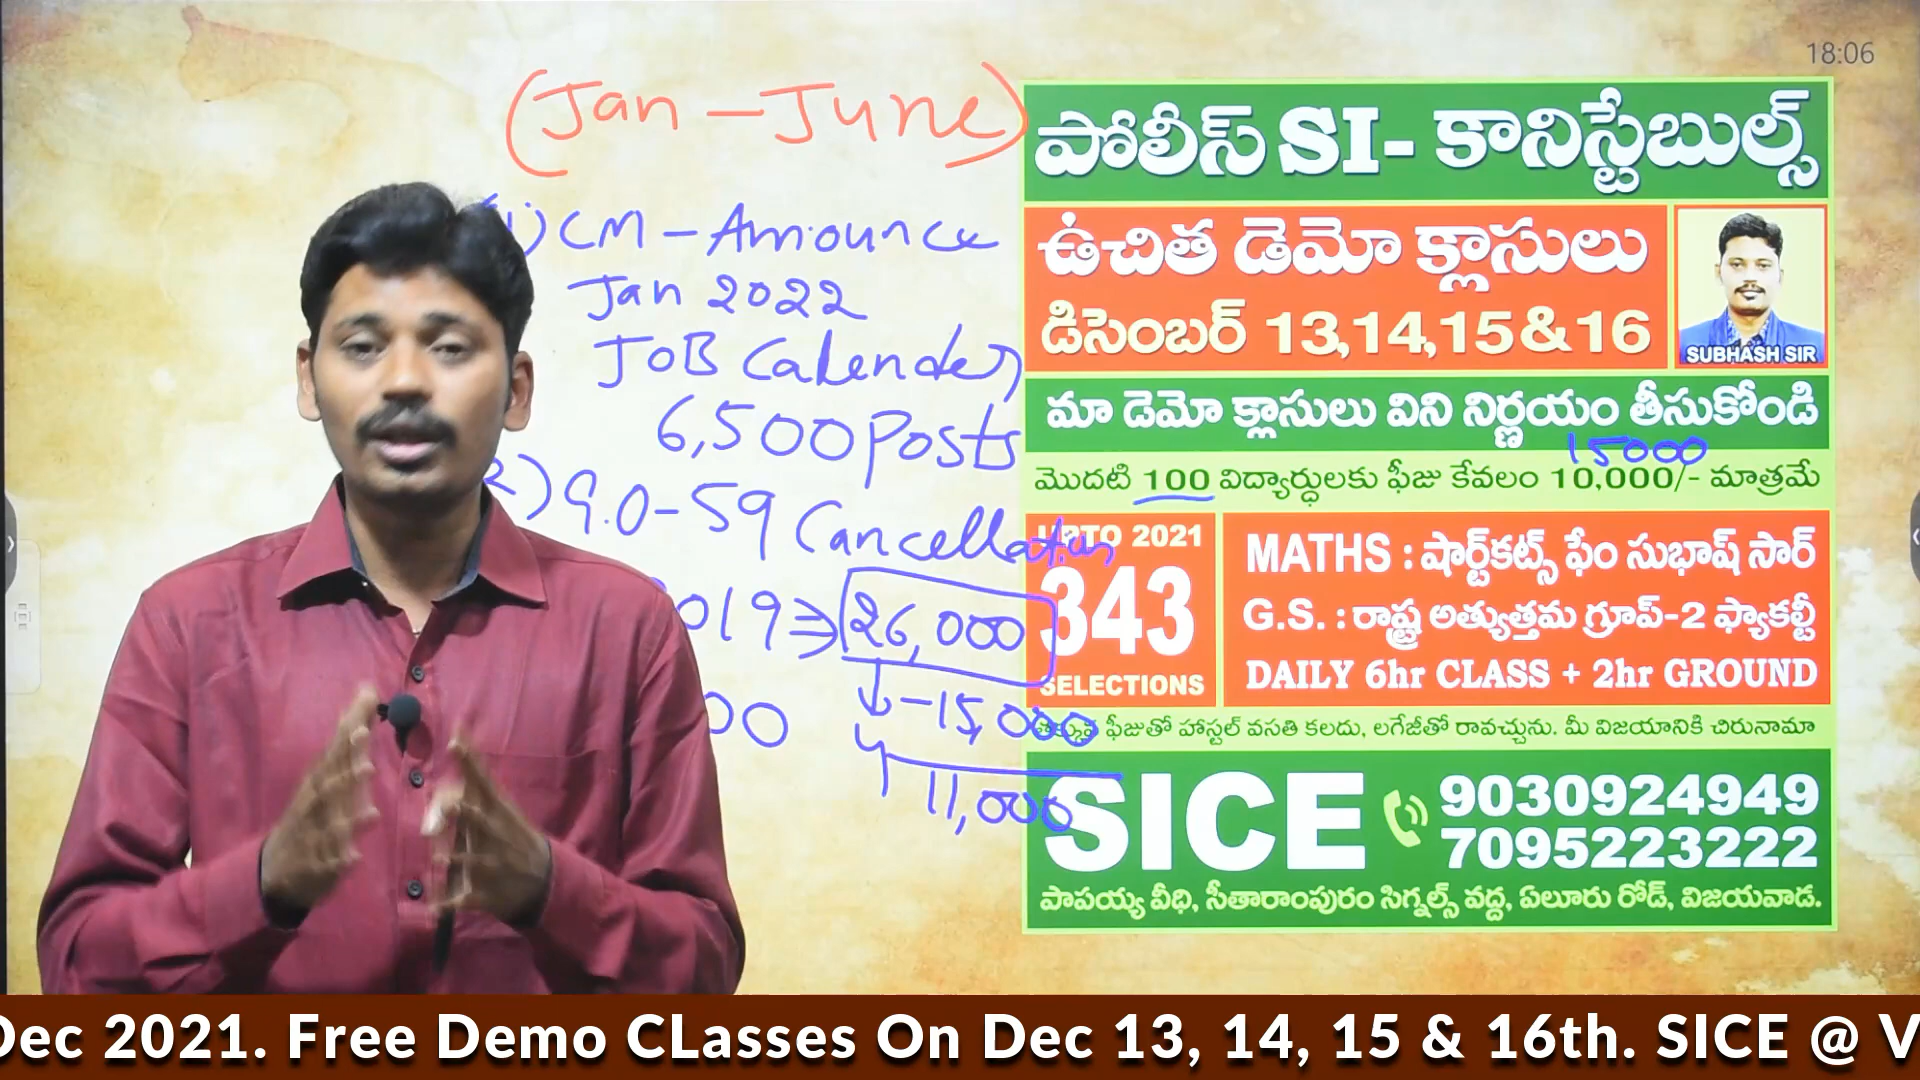 18:06
(Jan – June)
1) CM – Announce
Jan 2022
JOB Calender
6,500 Posts
2) G.O – 59 Cancellation
019 ⇒ 26,000
00
↓ – 15,000
11,000
పోలీస్ SI- కానిస్టేబుల్స్
ఉచిత డెమో క్లాసులు
డిసెంబర్ 13,14,15 & 16
SUBHASH SIR
మా డెమో క్లాసులు విని నిర్ణయం తీసుకోండి
15000
మొదటి 100 విద్యార్థులకు ఫీజు కేవలం 10,000/- మాత్రమే
UPTO 2021
343
SELECTIONS
MATHS : షార్ట్‌కట్స్ ఫేం సుభాష్ సార్
G.S. : రాష్ట్ర అత్యుత్తమ గ్రూప్-2 ఫ్యాకల్టీ
DAILY 6hr CLASS + 2hr GROUND
తక్కువ ఫీజుతో హాస్టల్ వసతి కలదు, లగేజీతో రావచ్చును. మీ విజయానికి చిరునామా
SICE
9030924949
7095223222
పాపయ్య వీధి, సీతారాంపురం సిగ్నల్స్ వద్ద, ఏలూరు రోడ్, విజయవాడ.
Dec 2021. Free Demo CLasses On Dec 13, 14, 15 & 16th. SICE @ V